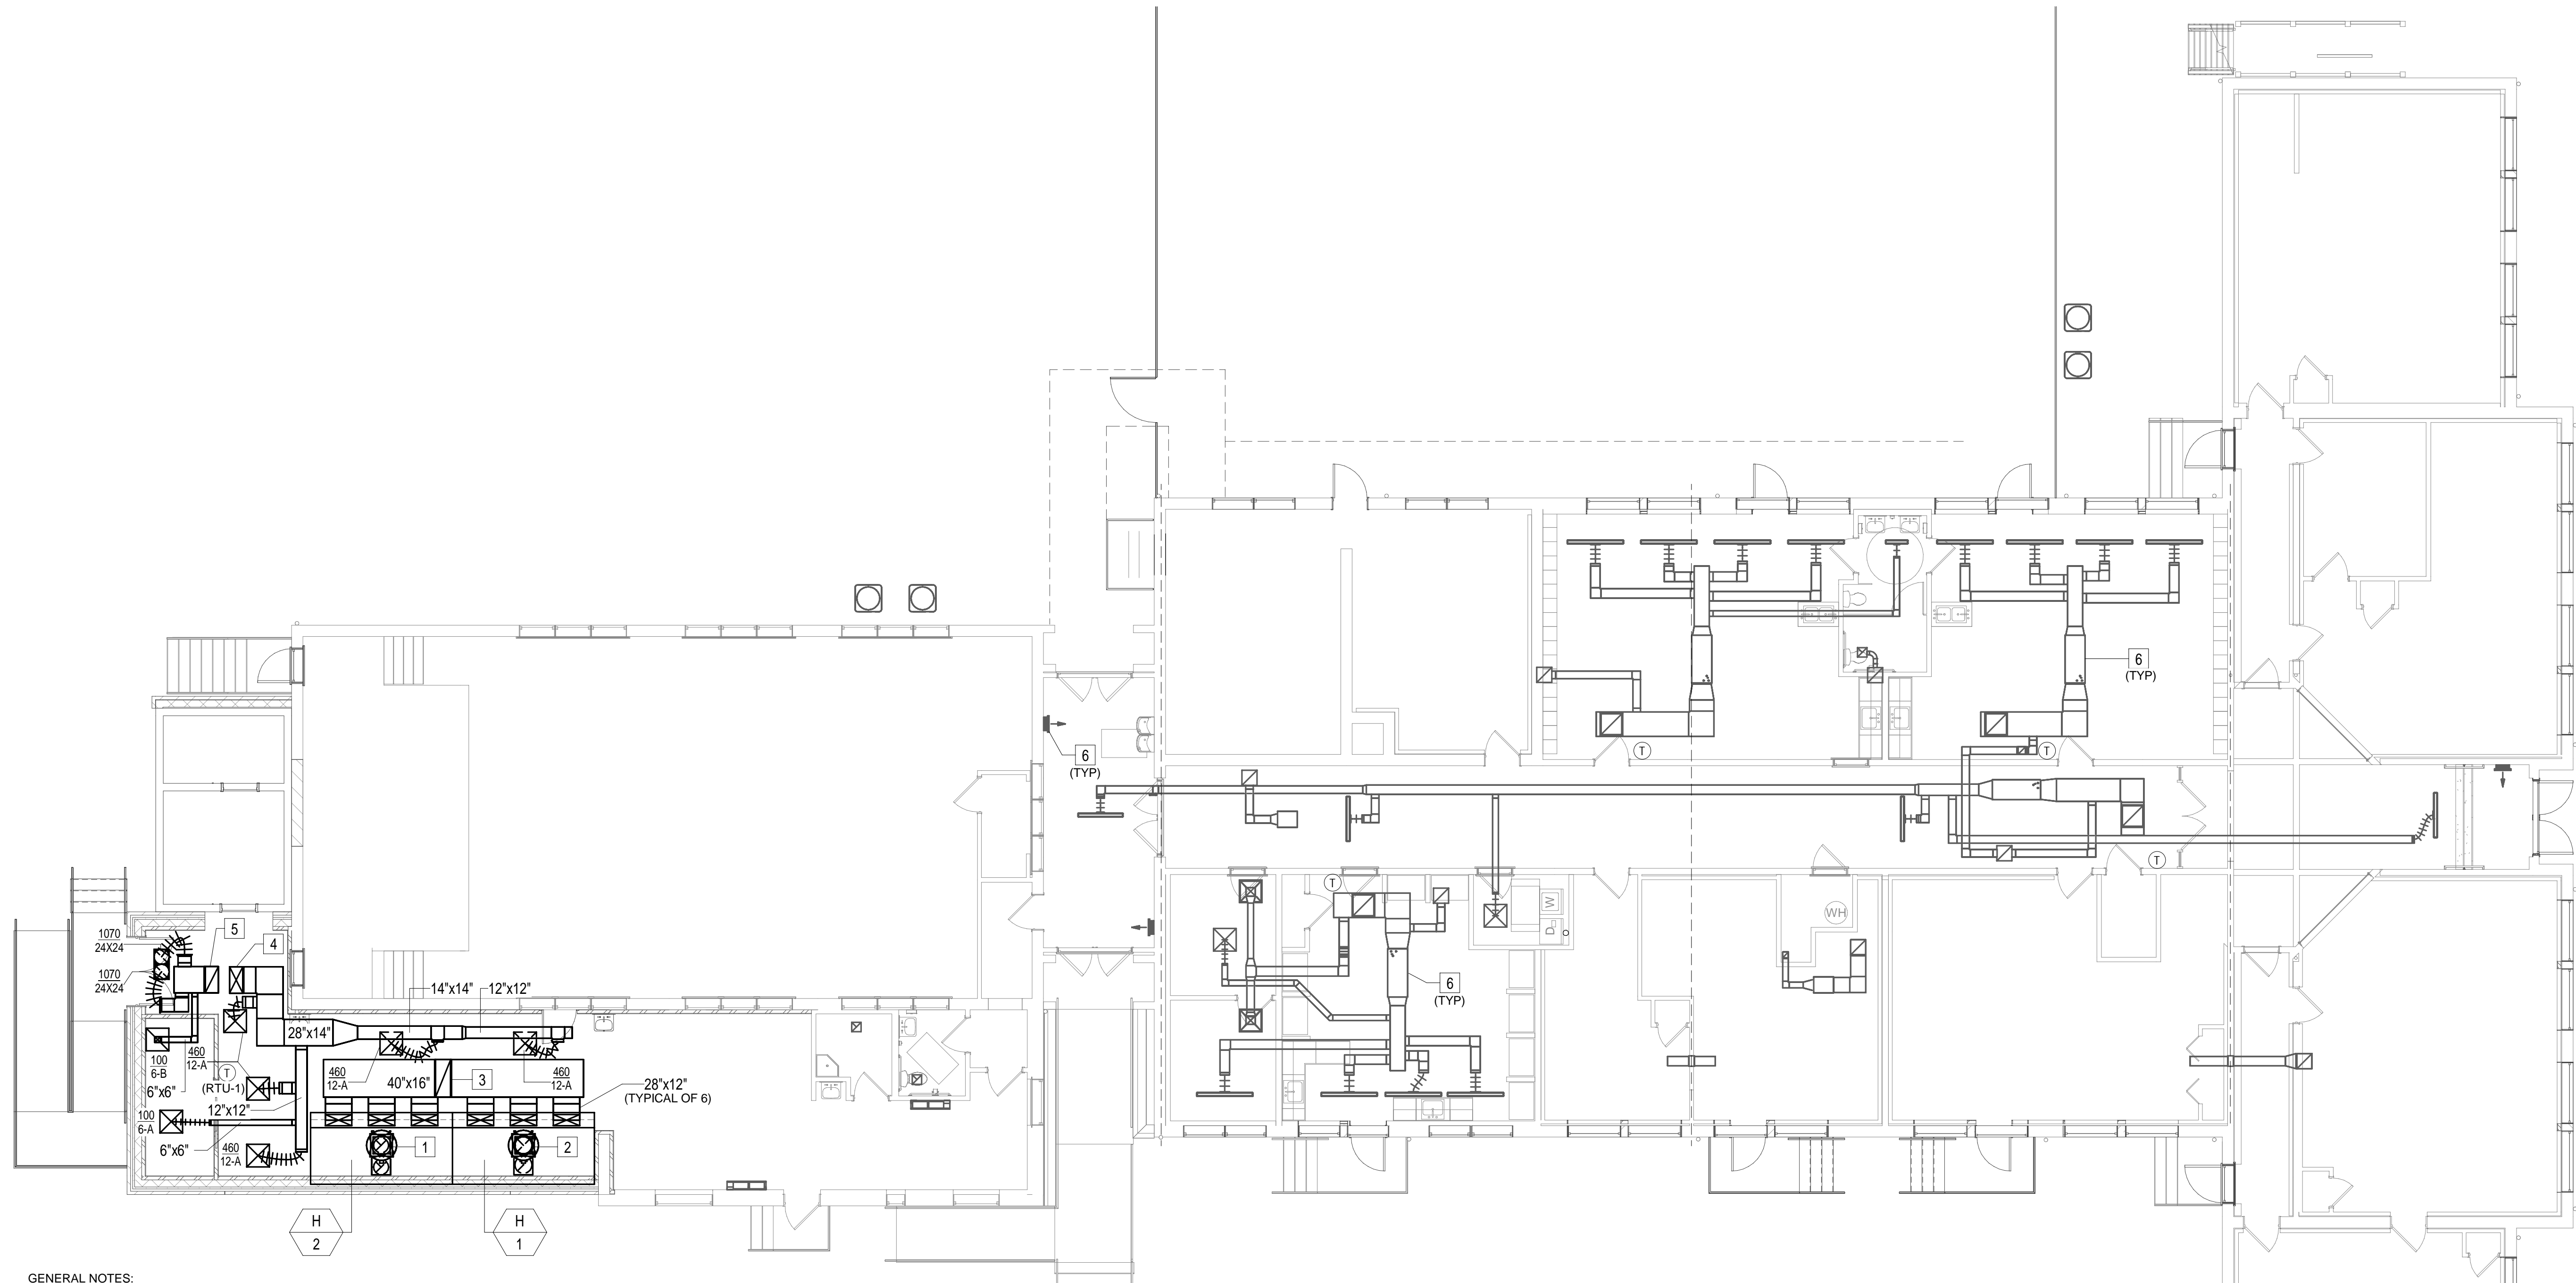 6
(TYP)
6
(TYP)
T
T
T
T
W
D
WH
6
(TYP)
1070
24X24
1070
24X24
5
4
14"x14"
12"x12"
28"x14"
100
6-B
460
12-A
T
(RTU-1)
6"x6"
12"x12"
460
12-A
40"x16"
3
460
12-A
28"x12"
(TYPICAL OF 6)
100
6-A
6"x6"
460
12-A
1
2
H
2
H
1
GENERAL NOTES: